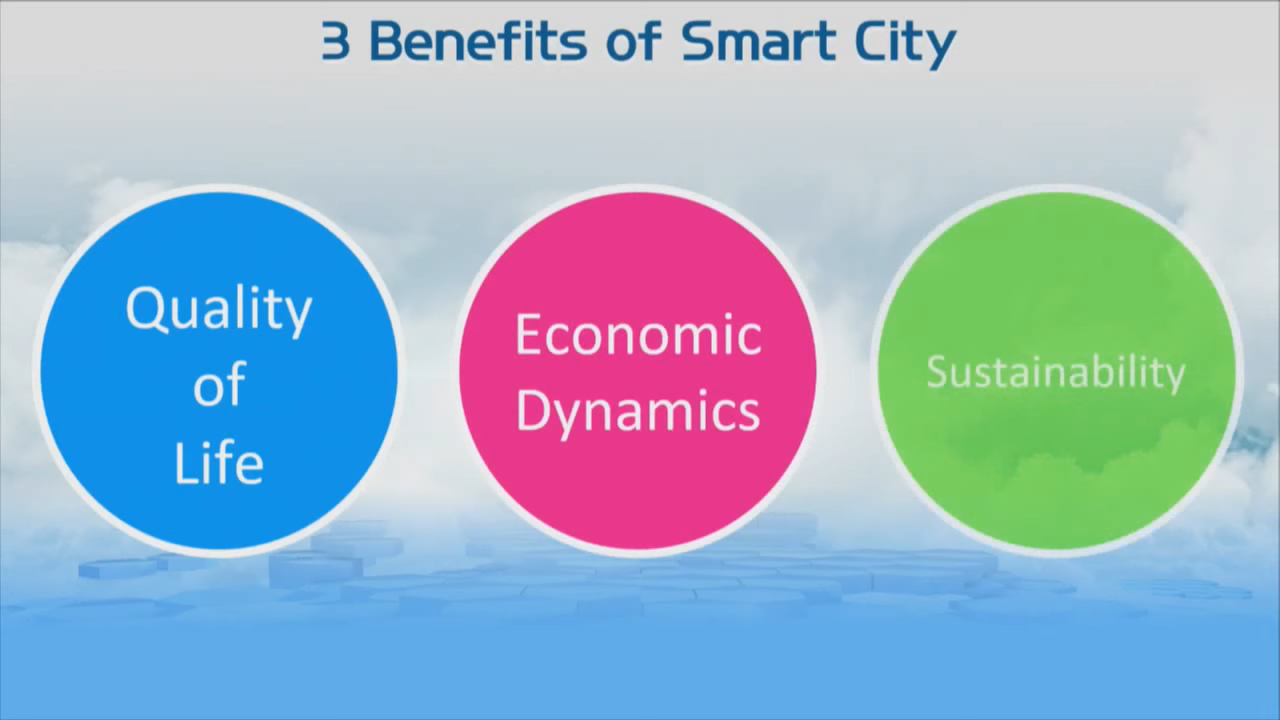 3 Benefits of Smart City
Quality
of
Life
Economic
Dynamics
Sustainability